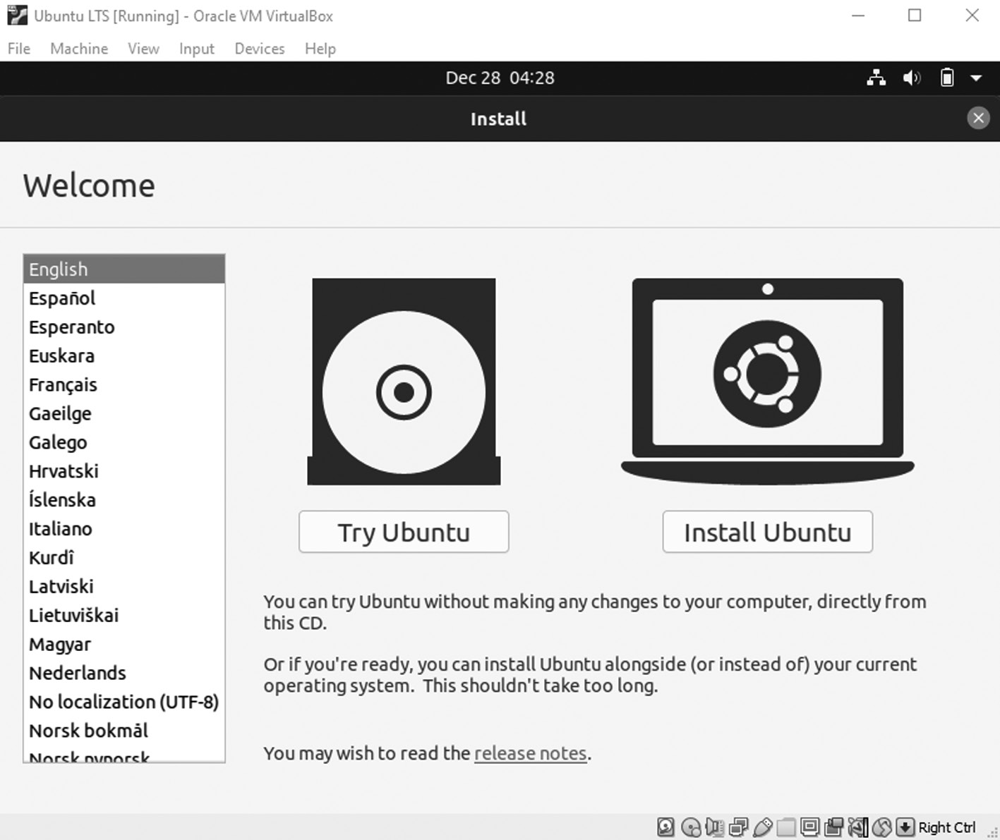 Ubuntu LTS [Running] - Oracle VM VirtualBox
File Machine View Input Devices Help
Dec 28 04:28
Install
Welcome
English
Español
Esperanto
Euskara
Français
Gaeilge
Galego
Hrvatski
Íslenska
Italiano
Kurdî
Latviski
Lietuviškai
Magyar
Nederlands
No localization (UTF-8)
Norsk bokmål
Norsk nynorsk
Try Ubuntu
Install Ubuntu
You can try Ubuntu without making any changes to your computer, directly from
this CD.
Or if you're ready, you can install Ubuntu alongside (or instead of) your current
operating system. This shouldn't take too long.
You may wish to read the release notes.
Right Ctrl